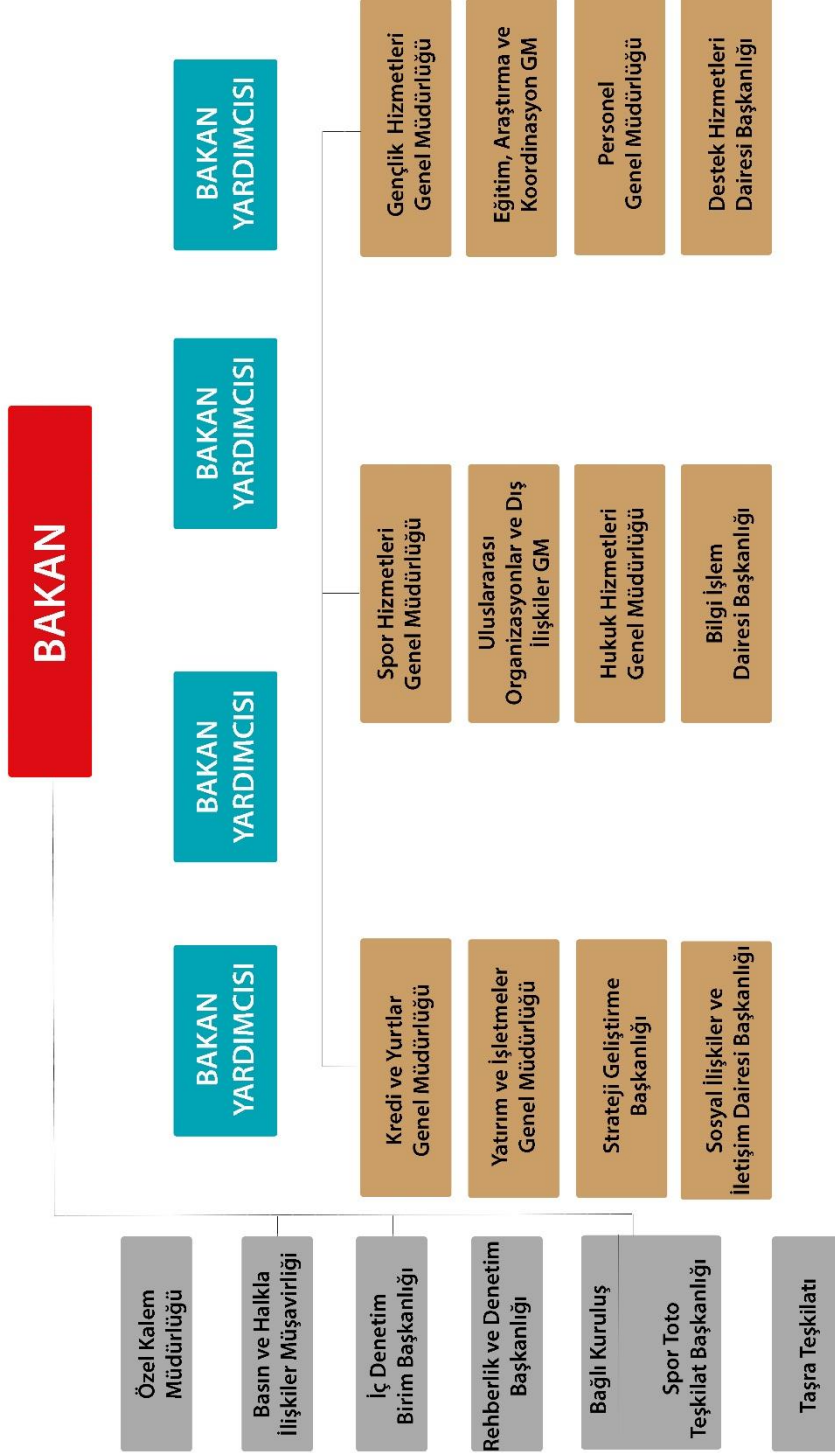 BAKAN
BAKAN
YARDIMCISI
BAKAN
YARDIMCISI
BAKAN
YARDIMCISI
BAKAN
YARDIMCISI
Özel Kalem
Müdürlüğü
Basın ve Halkla
İlişkiler Müşavirliği
İç Denetim
Birim Başkanlığı
Rehberlik ve Denetim
Başkanlığı
Bağlı Kuruluş
Spor Toto
Teşkilat Başkanlığı
Taşra Teşkilatı
Kredi ve Yurtlar
Genel Müdürlüğü
Yatırım ve İşletmeler
Genel Müdürlüğü
Strateji Geliştirme
Başkanlığı
Sosyal İlişkiler ve
İletişim Dairesi Başkanlığı
Spor Hizmetleri
Genel Müdürlüğü
Uluslararası
Organizasyonlar ve Dış
İlişkiler GM
Hukuk Hizmetleri
Genel Müdürlüğü
Bilgi İşlem
Dairesi Başkanlığı
Gençlik Hizmetleri
Genel Müdürlüğü
Eğitim, Araştırma ve
Koordinasyon GM
Personel
Genel Müdürlüğü
Destek Hizmetleri
Dairesi Başkanlığı